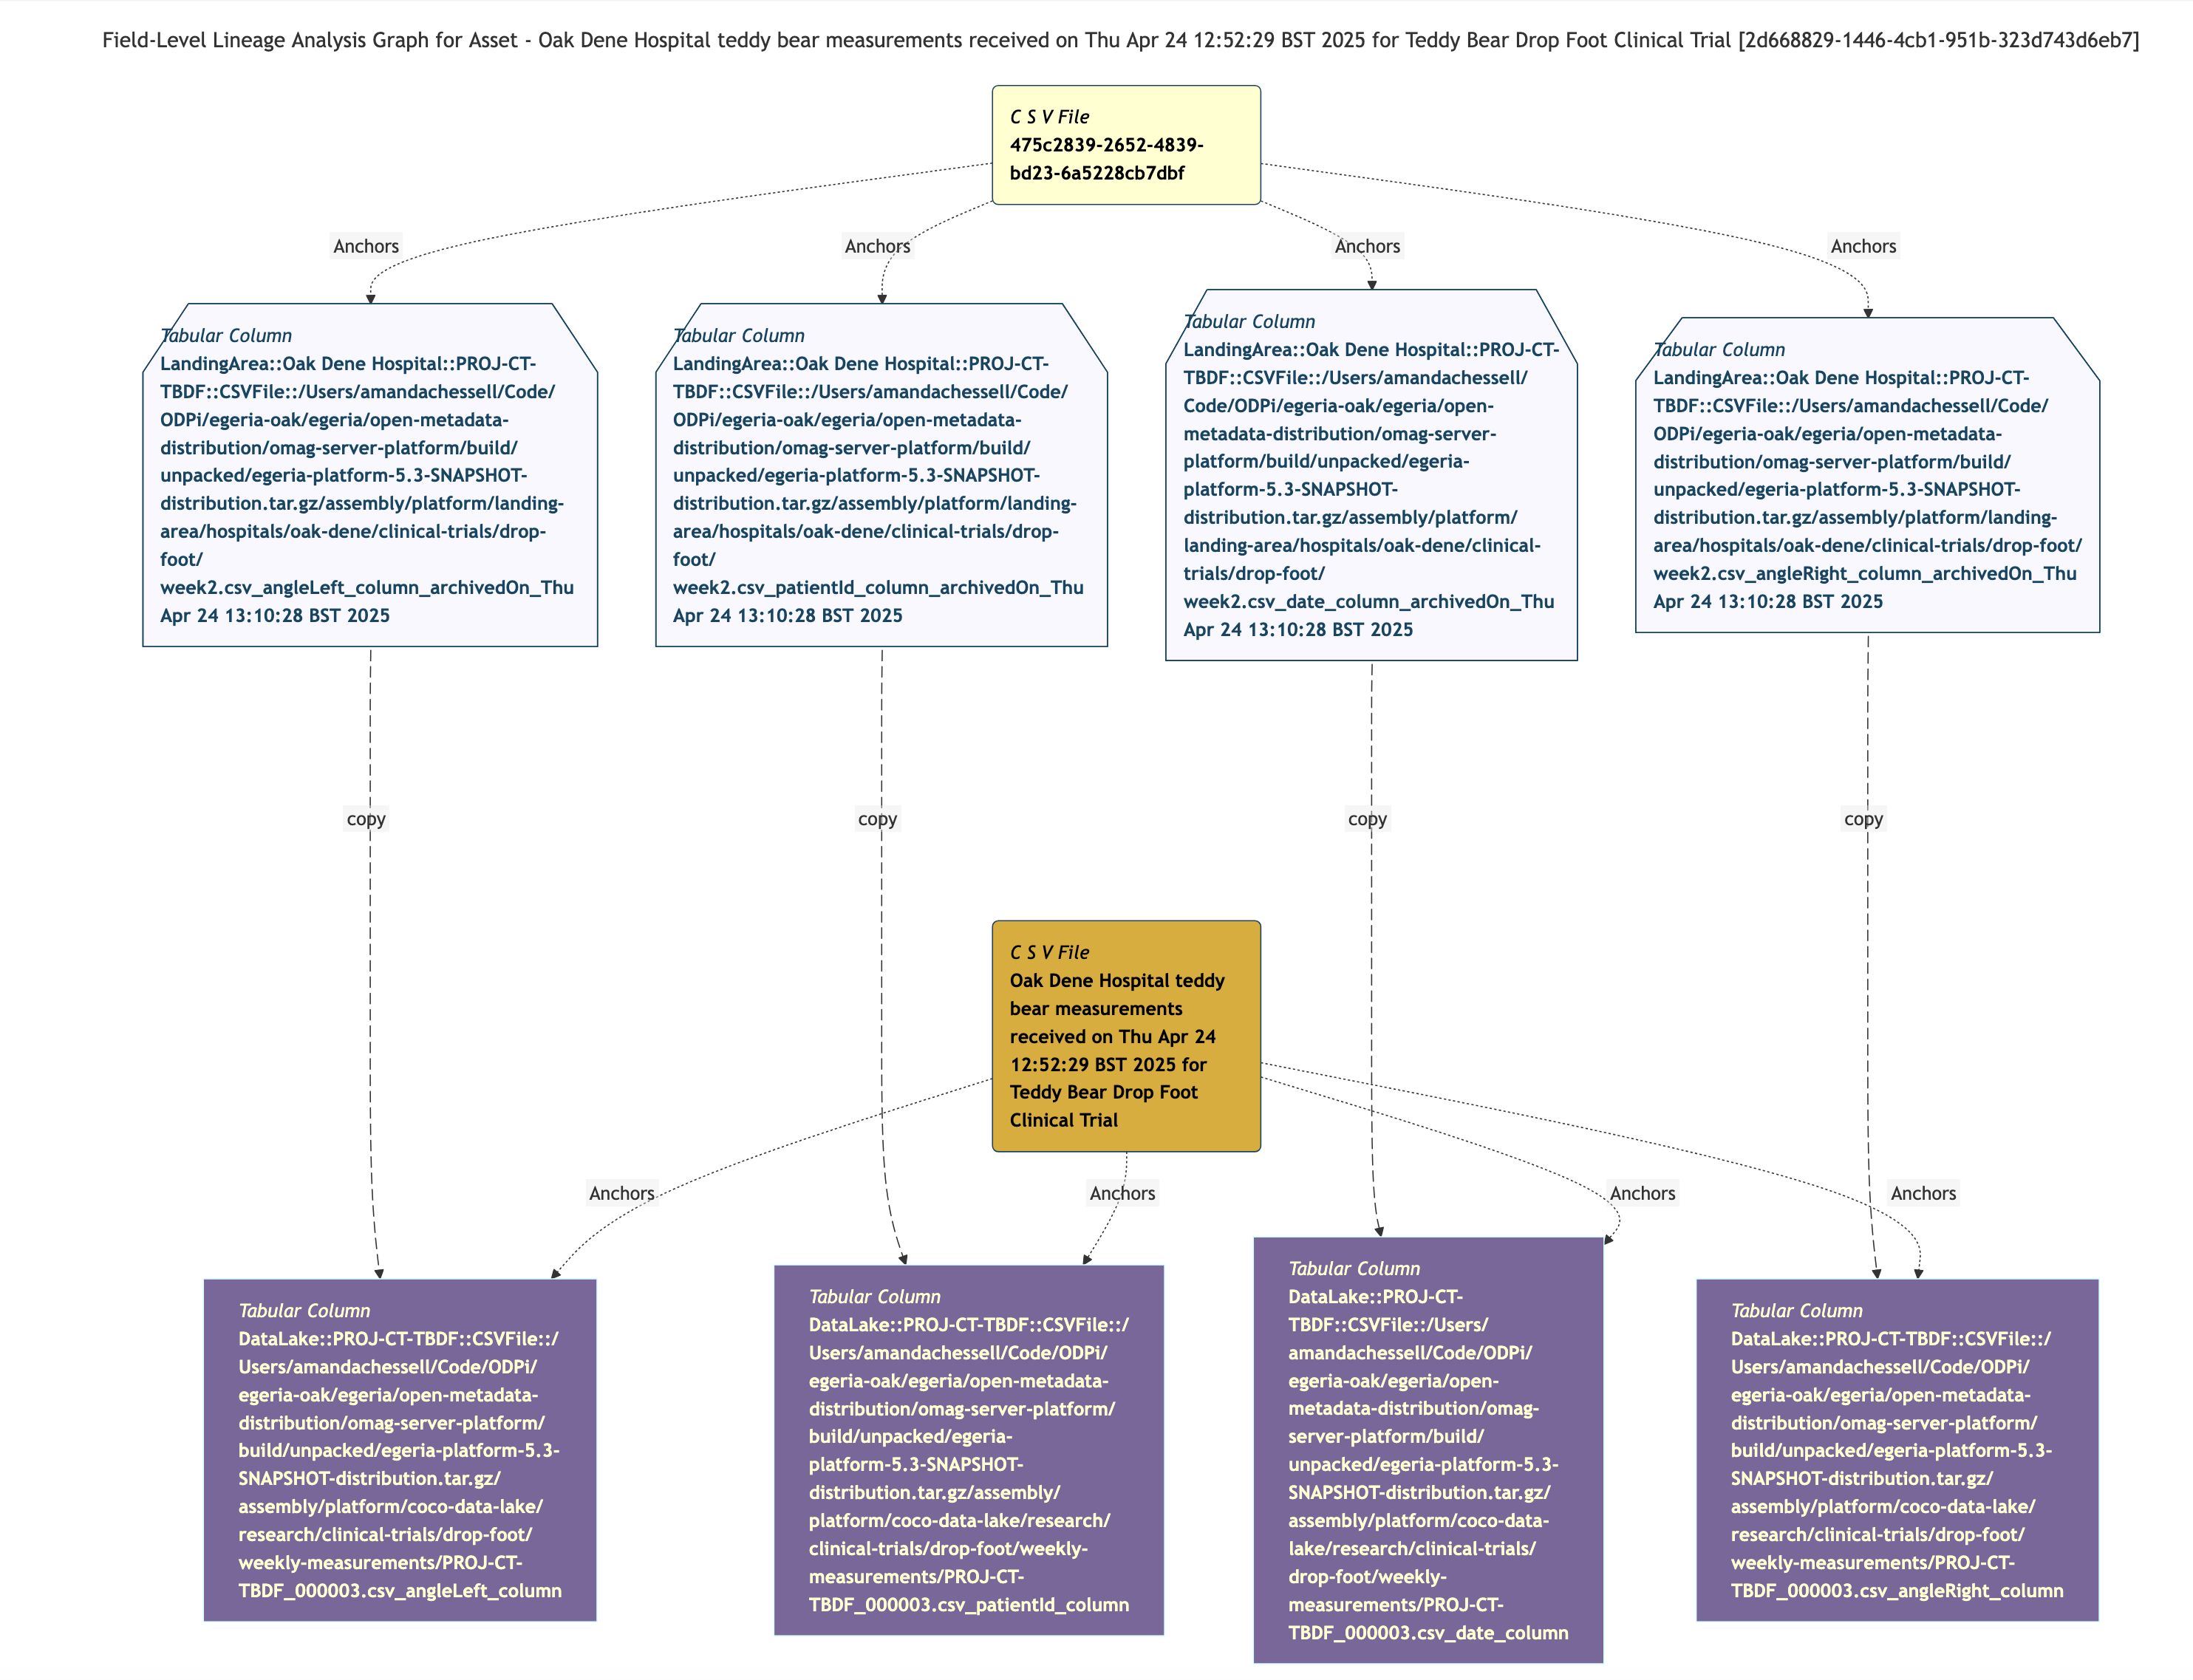 Field-Level Lineage Analysis Graph for Asset - Oak Dene Hospital teddy bear measurements received on Thu Apr 24 12:52:29 BST 2025 for Teddy Bear Drop Foot Clinical Trial [2d668829-1446-4cb1-951b-323d743d6eb7]
C S V File
475c2839-2652-4839-
bd23-6a5228cb7dbf
Anchors
Anchors
Anchors
Anchors
Tabular Column
LandingArea::Oak Dene Hospital::PROJ-CT-
TBDF::CSVFile::/Users/amandachessell/Code/
ODPi/egeria-oak/egeria/open-metadata-
distribution/omag-server-platform/build/
unpacked/egeria-platform-5.3-SNAPSHOT-
distribution.tar.gz/assembly/platform/landing-
area/hospitals/oak-dene/clinical-trials/drop-
foot/
week2.csv_angleLeft_column_archivedOn_Thu
Apr 24 13:10:28 BST 2025
Tabular Column
LandingArea::Oak Dene Hospital::PROJ-CT-
TBDF::CSVFile::/Users/amandachessell/Code/
ODPi/egeria-oak/egeria/open-metadata-
distribution/omag-server-platform/build/
unpacked/egeria-platform-5.3-SNAPSHOT-
distribution.tar.gz/assembly/platform/landing-
area/hospitals/oak-dene/clinical-trials/drop-
foot/
week2.csv_patientId_column_archivedOn_Thu
Apr 24 13:10:28 BST 2025
Tabular Column
LandingArea::Oak Dene Hospital::PROJ-CT-
TBDF::CSVFile::/Users/amandachessell/
Code/ODPi/egeria-oak/egeria/open-
metadata-distribution/omag-server-
platform/build/unpacked/egeria-
platform-5.3-SNAPSHOT-
distribution.tar.gz/assembly/platform/
landing-area/hospitals/oak-dene/clinical-
trials/drop-foot/
week2.csv_date_column_archivedOn_Thu
Apr 24 13:10:28 BST 2025
Tabular Column
LandingArea::Oak Dene Hospital::PROJ-CT-
TBDF::CSVFile::/Users/amandachessell/Code/
ODPi/egeria-oak/egeria/open-metadata-
distribution/omag-server-platform/build/
unpacked/egeria-platform-5.3-SNAPSHOT-
distribution.tar.gz/assembly/platform/landing-
area/hospitals/oak-dene/clinical-trials/drop-foot/
week2.csv_angleRight_column_archivedOn_Thu
Apr 24 13:10:28 BST 2025
copy
copy
copy
copy
C S V File
Oak Dene Hospital teddy
bear measurements
received on Thu Apr 24
12:52:29 BST 2025 for
Teddy Bear Drop Foot
Clinical Trial
Anchors
Anchors
Anchors
Anchors
Tabular Column
DataLake::PROJ-CT-TBDF::CSVFile::/
Users/amandachessell/Code/ODPi/
egeria-oak/egeria/open-metadata-
distribution/omag-server-platform/
build/unpacked/egeria-platform-5.3-
SNAPSHOT-distribution.tar.gz/
assembly/platform/coco-data-lake/
research/clinical-trials/drop-foot/
weekly-measurements/PROJ-CT-
TBDF_000003.csv_angleLeft_column
Tabular Column
DataLake::PROJ-CT-TBDF::CSVFile::/
Users/amandachessell/Code/ODPi/
egeria-oak/egeria/open-metadata-
distribution/omag-server-platform/
build/unpacked/egeria-
platform-5.3-SNAPSHOT-
distribution.tar.gz/assembly/
platform/coco-data-lake/research/
clinical-trials/drop-foot/weekly-
measurements/PROJ-CT-
TBDF_000003.csv_patientId_column
Tabular Column
DataLake::PROJ-CT-
TBDF::CSVFile::/Users/
amandachessell/Code/ODPi/
egeria-oak/egeria/open-
metadata-distribution/omag-
server-platform/build/
unpacked/egeria-platform-5.3-
SNAPSHOT-distribution.tar.gz/
assembly/platform/coco-data-
lake/research/clinical-trials/
drop-foot/weekly-
measurements/PROJ-CT-
TBDF_000003.csv_date_column
Tabular Column
DataLake::PROJ-CT-TBDF::CSVFile::/
Users/amandachessell/Code/ODPi/
egeria-oak/egeria/open-metadata-
distribution/omag-server-platform/
build/unpacked/egeria-platform-5.3-
SNAPSHOT-distribution.tar.gz/
assembly/platform/coco-data-lake/
research/clinical-trials/drop-foot/
weekly-measurements/PROJ-CT-
TBDF_000003.csv_angleRight_column